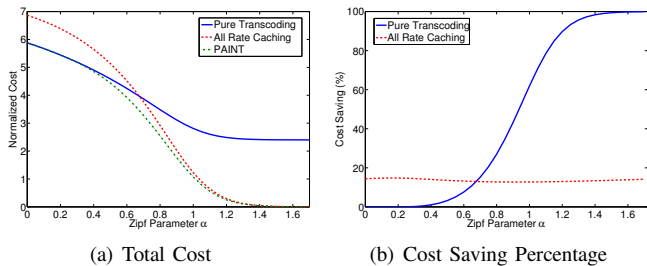 7
6
5
4
3
2
1
0
Normalized Cost
Pure Transcoding
All Rate Caching
PAINT
0 0.2 0.4 0.6 0.8 1 1.2 1.4 1.6
Zipf Parameter α
(a) Total Cost
100
80
60
40
20
0
Cost Saving (%)
Pure Transcoding
All Rate Caching
0 0.2 0.4 0.6 0.8 1 1.2 1.4 1.6
Zipf Parameter α
(b) Cost Saving Percentage